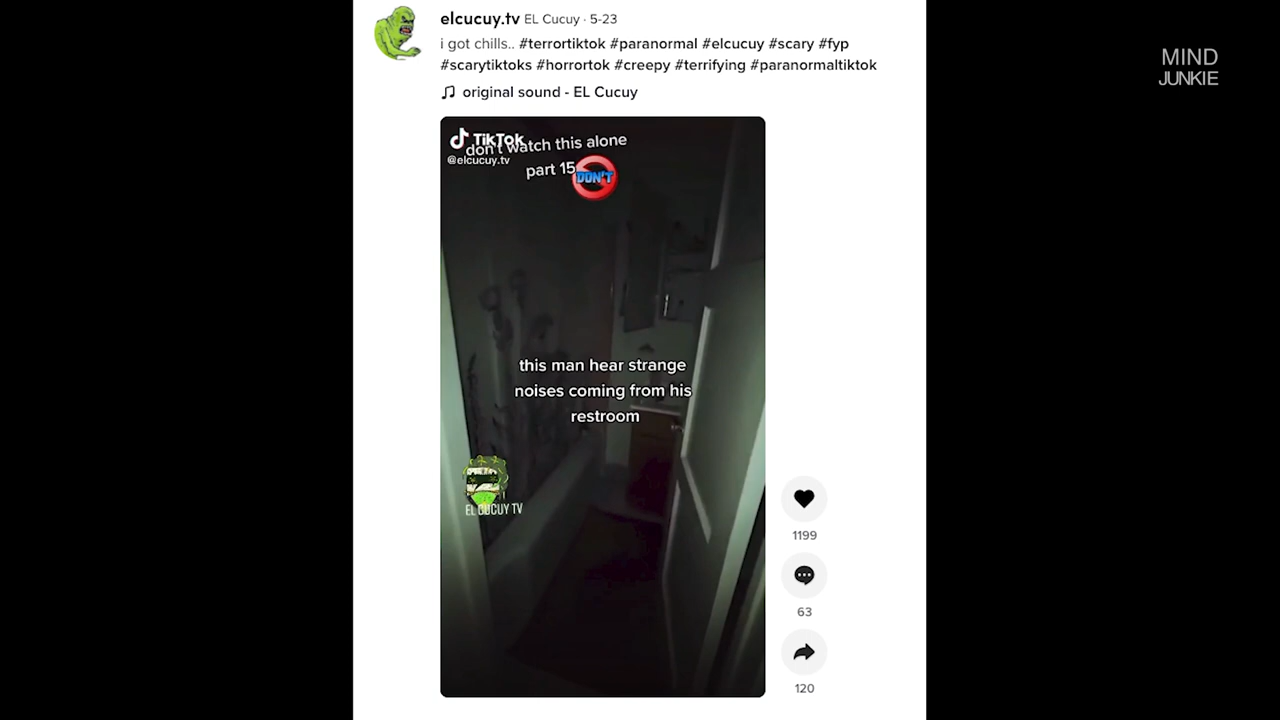 elcucuy.tv EL Cucuy · 5-23
i got chills.. #terrortiktok #paranormal #elcucuy #scary #fyp
#scarytiktoks #horrortok #creepy #terrifying #paranormaltiktok
original sound - EL Cucuy
MIND
JUNKIE
TikTok
@elcucuy.tv
don't watch this alone
part 15
DON'T
this man hear strange
noises coming from his
restroom
EL CUCUY TV
1199
63
120